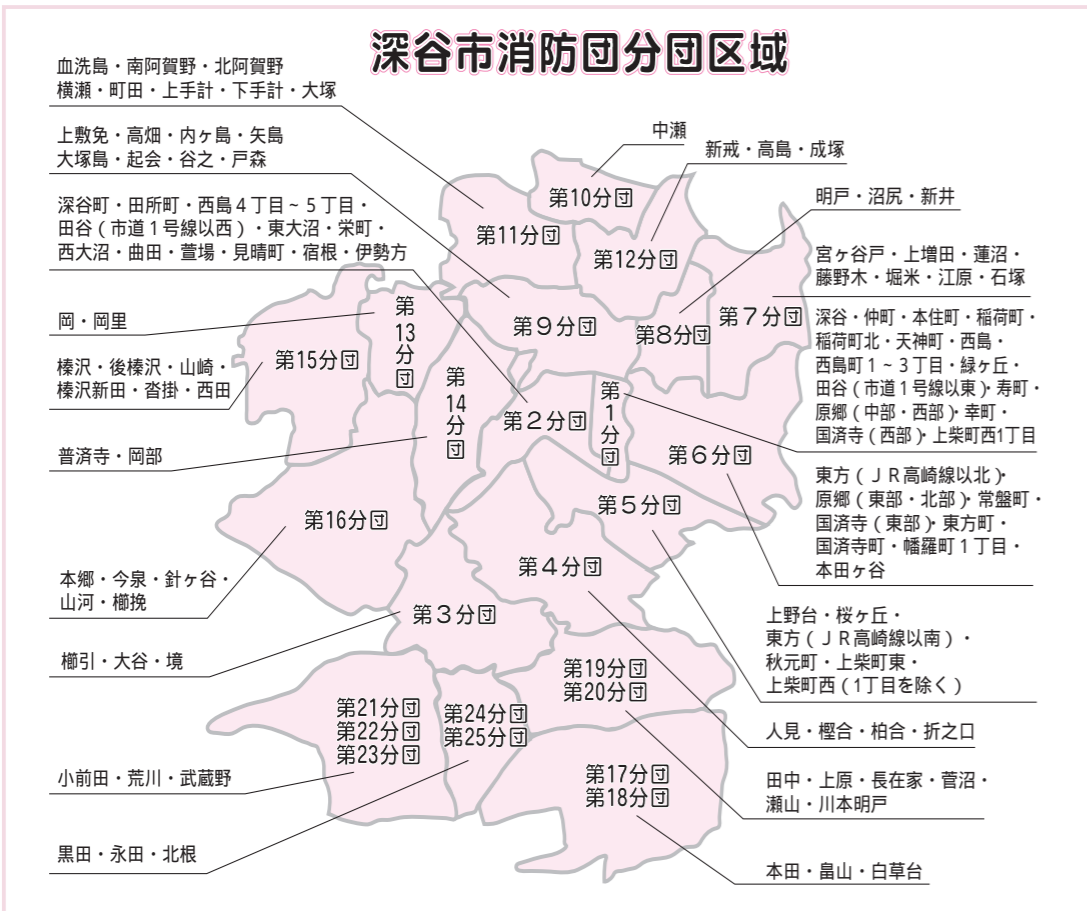 深谷市消防団分団区域
血洗島・南阿賀野・北阿賀野
横瀬・町田・上手計・下手計・大塚
上敷免・高畑・内ヶ島・矢島
大塚島・起会・谷之・戸森
深谷町・田所町・西島４丁目～５丁目・
田谷（市道１号線以西）・東大沼・栄町・
西大沼・曲田・萱場・見晴町・宿根・伊勢方
岡・岡里
榛沢・後榛沢・山崎・
榛沢新田・沓掛・西田
普済寺・岡部
本郷・今泉・針ヶ谷・
山河・櫛挽
櫛引・大谷・境
小前田・荒川・武蔵野
黒田・永田・北根
中瀬
新戒・高島・成塚
明戸・沼尻・新井
宮ヶ谷戸・上増田・蓮沼・
藤野木・堀米・江原・石塚
深谷・仲町・本住町・稲荷町・
稲荷町北・天神町・西島・
西島町１～３丁目・緑ヶ丘・
田谷（市道１号線以東）・寿町・
原郷（中部・西部）・幸町・
国済寺（西部）・上柴町西1丁目
東方（ＪＲ高崎線以北）・
原郷（東部・北部）・常盤町・
国済寺（東部）・東方町・
国済寺町・幡羅町１丁目・
本田ヶ谷
上野台・桜ヶ丘・
東方（ＪＲ高崎線以南）・
秋元町・上柴町東・
上柴町西（1丁目を除く）
人見・樫合・柏合・折之口
田中・上原・長在家・菅沼・
瀬山・川本明戸
本田・畠山・白草台
第10分団
第11分団
第12分団
第13分団
第９分団
第８分団
第７分団
第15分団
第14分団
第２分団
第１分団
第６分団
第５分団
第16分団
第４分団
第３分団
第19分団
第20分団
第21分団
第22分団
第23分団
第24分団
第25分団
第17分団
第18分団